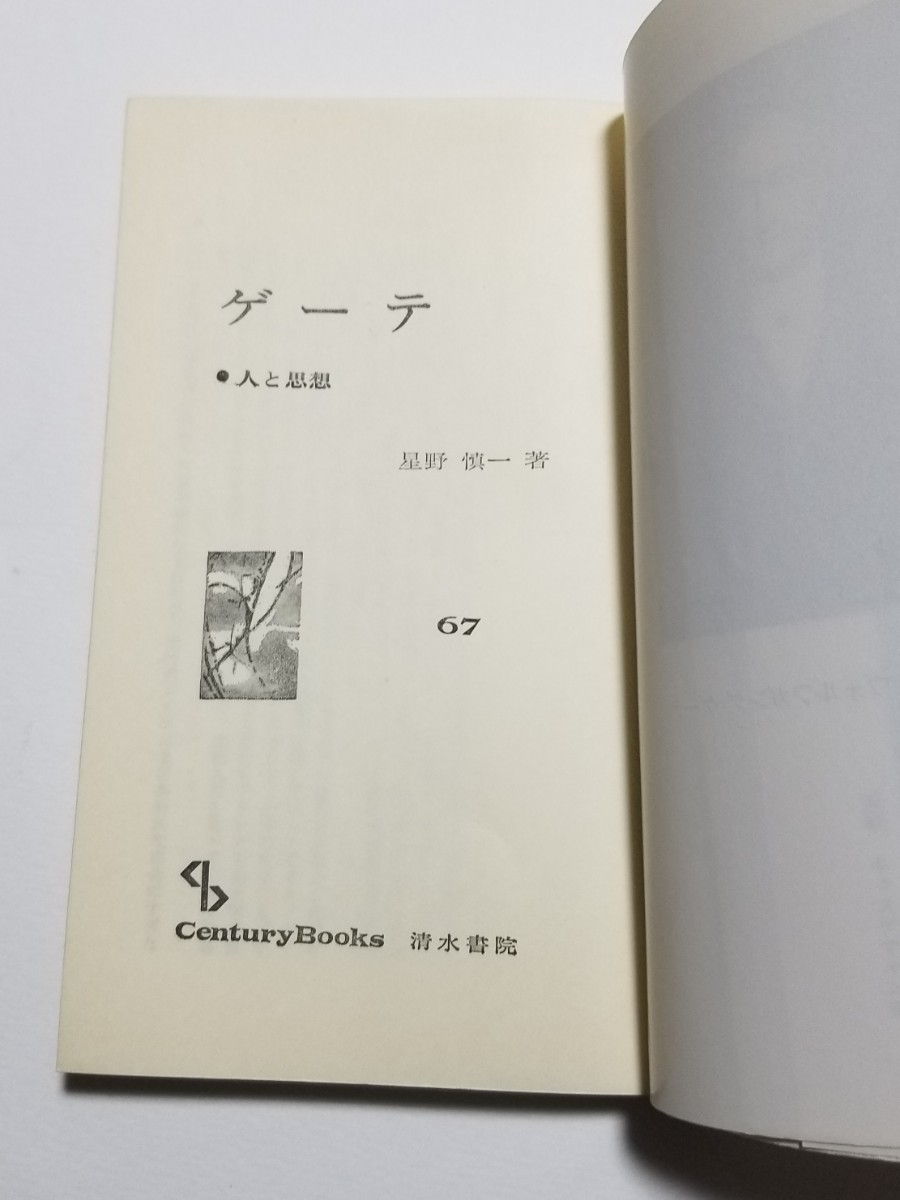 ゲーテ
●人と思想
星野 慎一 著
67
CenturyBooks 清水書院